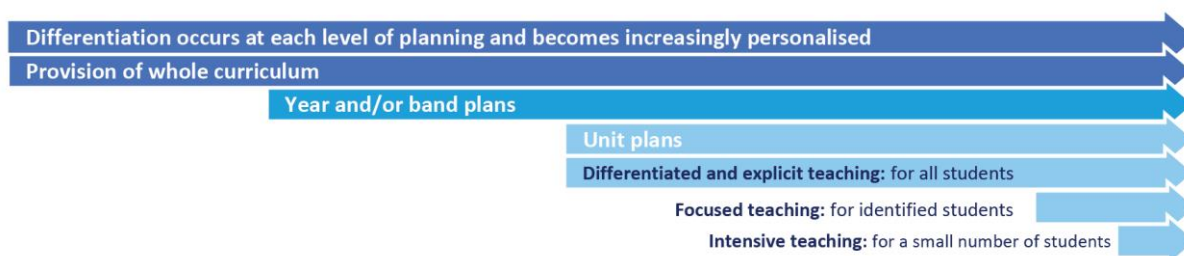 Differentiation occurs at each level of planning and becomes increasingly personalised
Provision of whole curriculum
Year and/or band plans
Unit plans
Differentiated and explicit teaching: for all students
Focused teaching: for identified students
Intensive teaching: for a small number of students